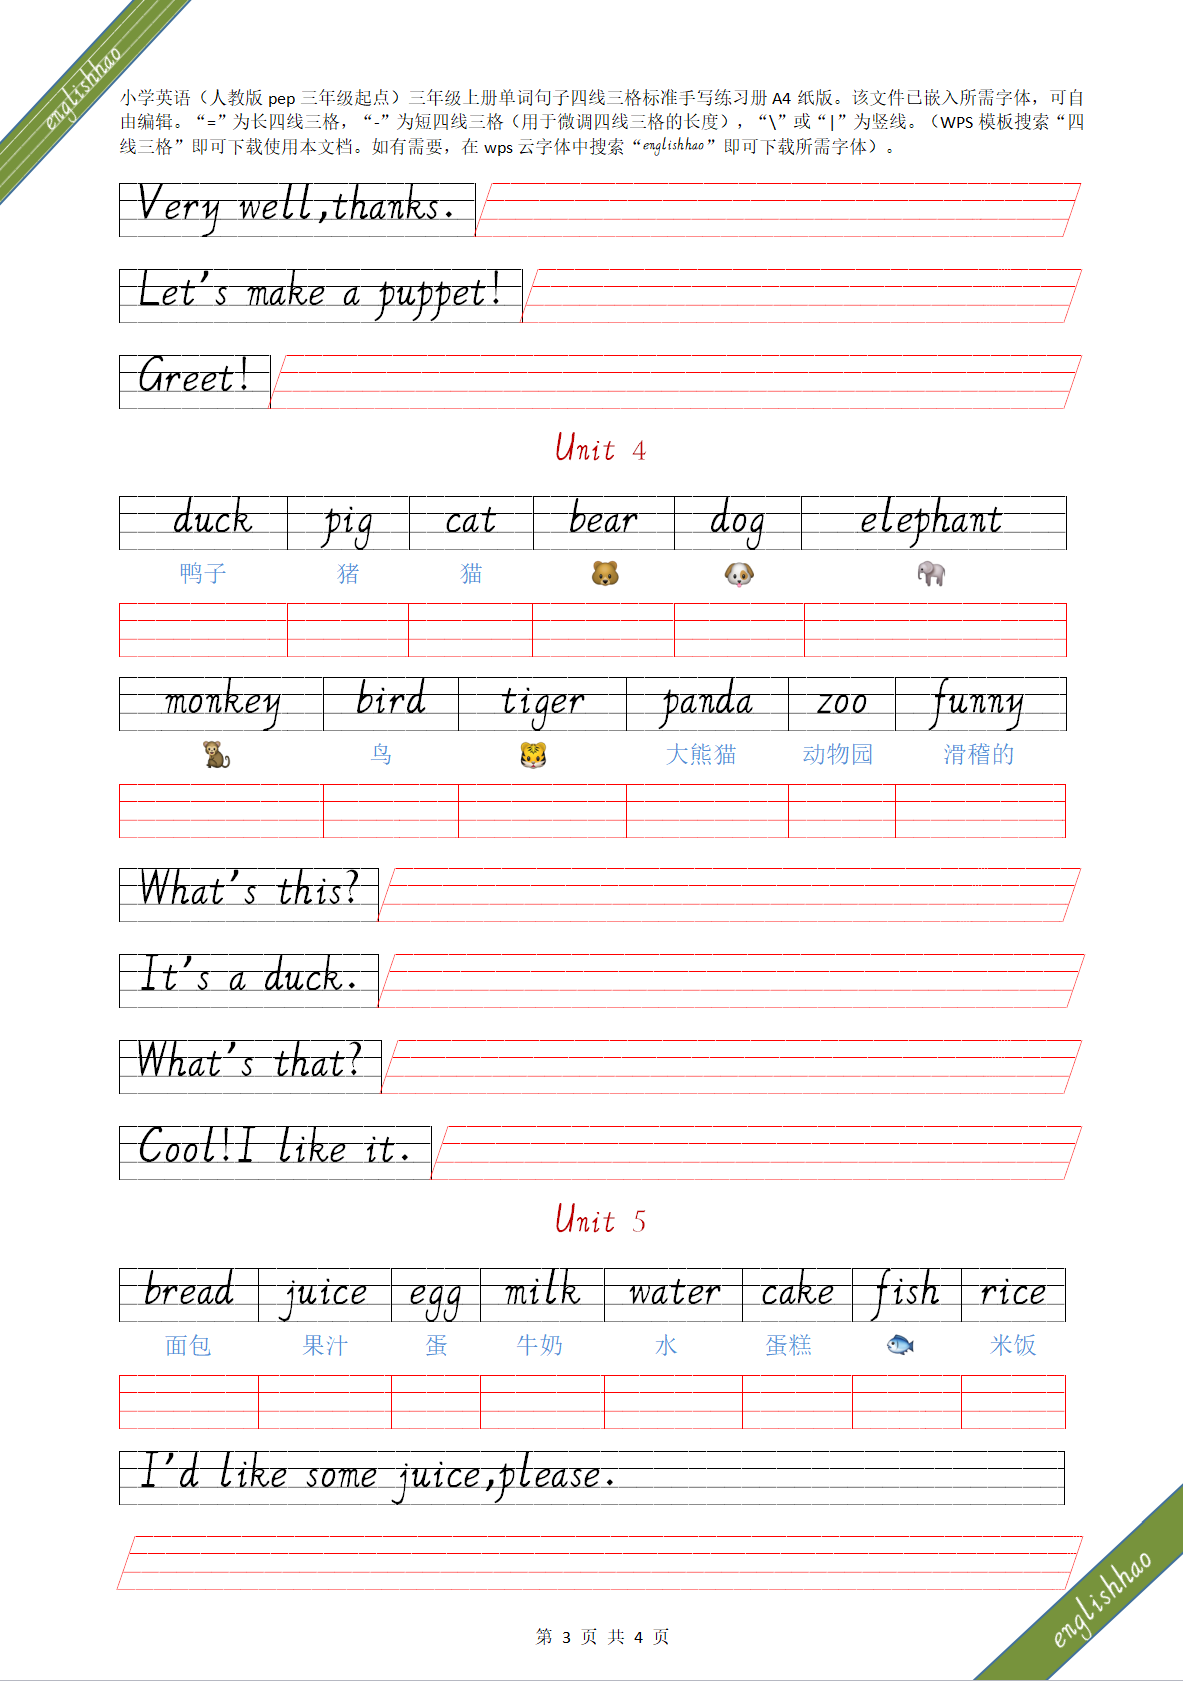 englishhao
小学英语（人教版 pep 三年级起点）三年级上册单词句子四线三格标准手写练习册 A4 纸版。该文件已嵌入所需字体，可自
由编辑。“=”为长四线三格，“-”为短四线三格（用于微调四线三格的长度），“\”或“|”为竖线。（WPS 模板搜索“四
线三格”即可下载使用本文档。如有需要，在 wps 云字体中搜索“englishhao”即可下载所需字体）。
Very well,thanks.
Let's make a puppet!
Greet!
Unit 4
duck pig cat bear dog elephant
鸭子 猪 猫
monkey bird tiger panda zoo funny
鸟 大熊猫 动物园 滑稽的
What's this?
It's a duck.
What's that?
Cool!I like it.
Unit 5
bread juice egg milk water cake fish rice
面包 果汁 蛋 牛奶 水 蛋糕 米饭
I'd like some juice,please.
englishhao
第 3 页 共 4 页